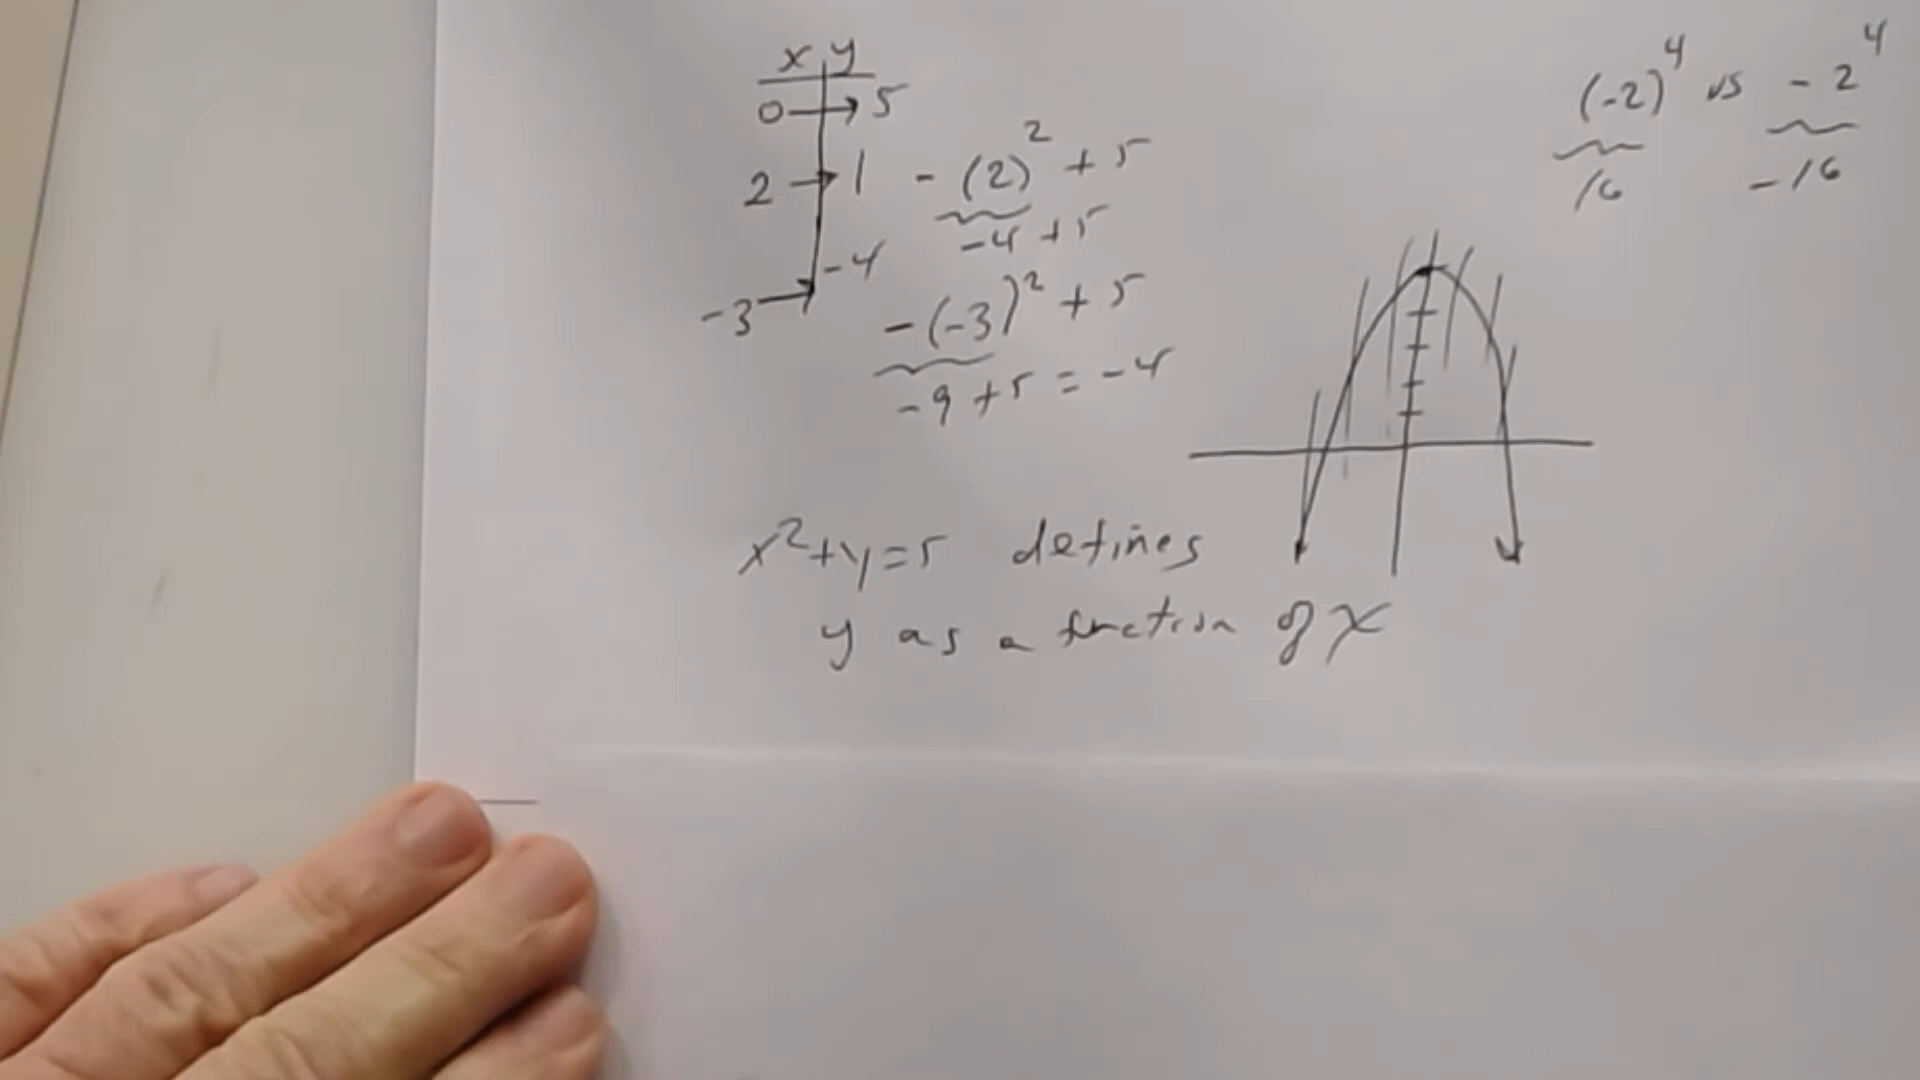 x y
0 → 5
2 → 1 -(2)² + 5
-4 + 5
-3 → -4 -(-3)² + 5
-9 + 5 = -4
(-2)⁴ vs -2⁴
16 -16
x² + y = 5 defines
y as a function of x